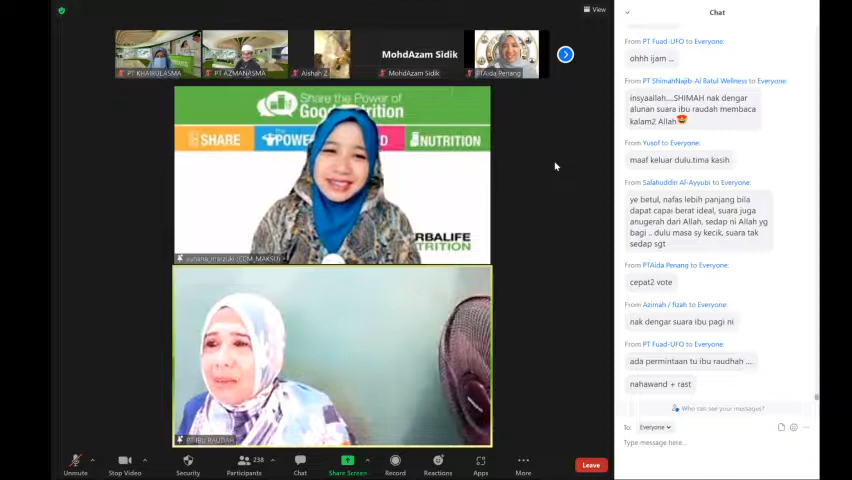 View
PT KHAIRULASMA
PT AZMANASMA
Aishah Z
MohdAzam Sidik
MohdAzam Sidik
PTAida Penang
Share the Power of
Good Nutrition
SHARE
the POWE
D
NUTRITION
RBALIFE
TRITION
PT IBU RAUDAH
Unmute
Stop Video
Security
238
Participants
Chat
Share Screen
Record
Reactions
Apps
More
Leave
Chat
From PT Fuad-UFO to Everyone:
ohhh ijam ...
From PT ShimahNajib-Al Batul Wellness to Everyone:
insyaallah....SHIMAH nak dengar
alunan suara ibu raudah membaca
kalam2 Allah
From Yusof to Everyone:
maaf keluar dulu.tima kasih
From Salahuddin Al-Ayyubi to Everyone:
ye betul, nafas lebih panjang bila
dapat capai berat ideal, suara juga
anugerah dari Allah, sedap ni Allah yg
bagi .. dulu masa sy kecik, suara tak
sedap sgt
From PTAida Penang to Everyone:
cepat2 vote
From Azimah / fizah to Everyone:
nak dengar suara ibu pagi ni
From PT Fuad-UFO to Everyone:
ada permintaan tu ibu raudhah ....
nahawand + rast
Who can see your messages?
To: Everyone
Type message here...